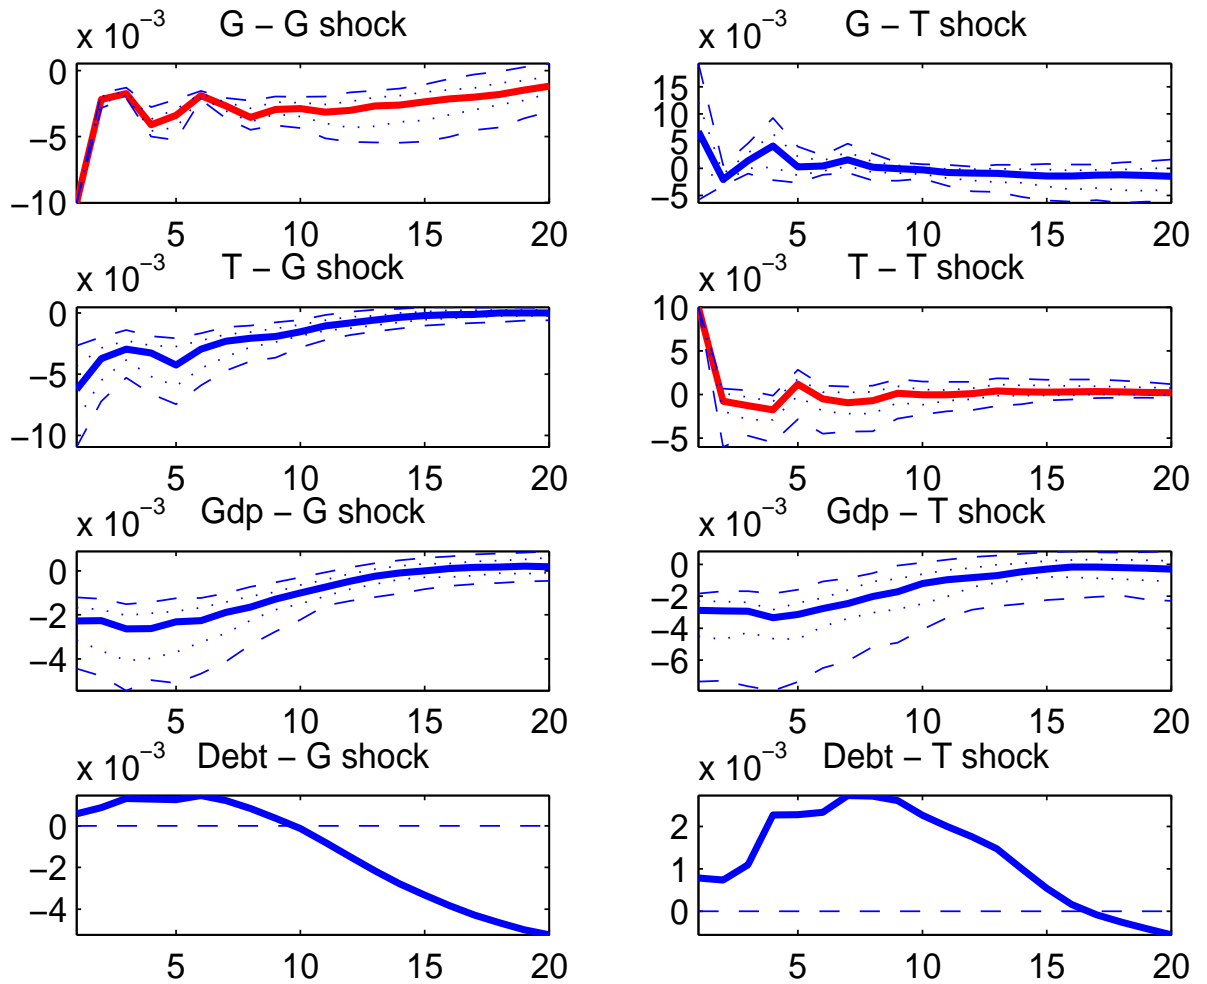 x 10⁻³ G – G shock
0
−5
−10
5 10 15 20
x 10⁻³ G – T shock
15
10
5
0
−5
5 10 15 20
x 10⁻³ T – G shock
0
−5
−10
5 10 15 20
x 10⁻³ T – T shock
10
5
0
−5
5 10 15 20
x 10⁻³ Gdp – G shock
0
−2
−4
5 10 15 20
x 10⁻³ Gdp – T shock
0
−2
−4
−6
5 10 15 20
x 10⁻³ Debt – G shock
0
−2
−4
5 10 15 20
x 10⁻³ Debt – T shock
2
1
0
5 10 15 20